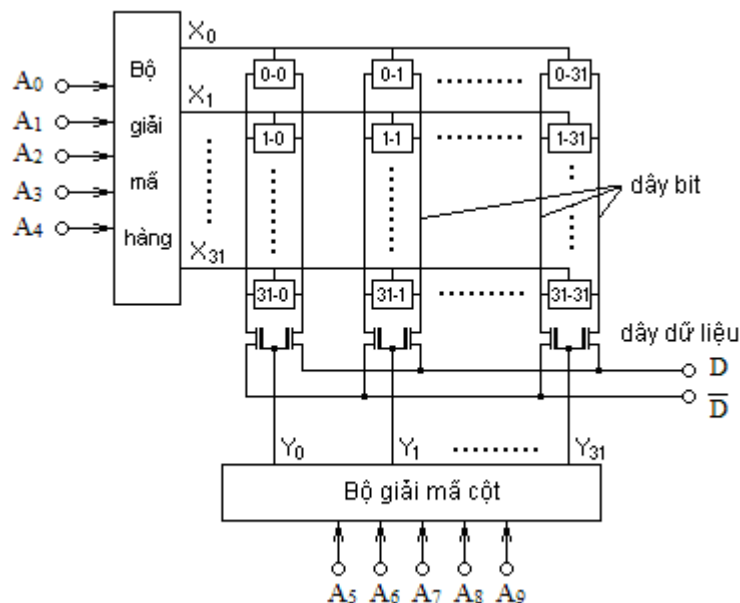 X0
Bộ
giải
mã
hàng
A0
A1
A2
A3
A4
X1
X31
0-0
0-1
0-31
1-0
1-1
1-31
31-0
31-1
31-31
dây bit
dây dữ liệu
D
D̅
Y0
Y1
Y31
Bộ giải mã cột
A5 A6 A7 A8 A9